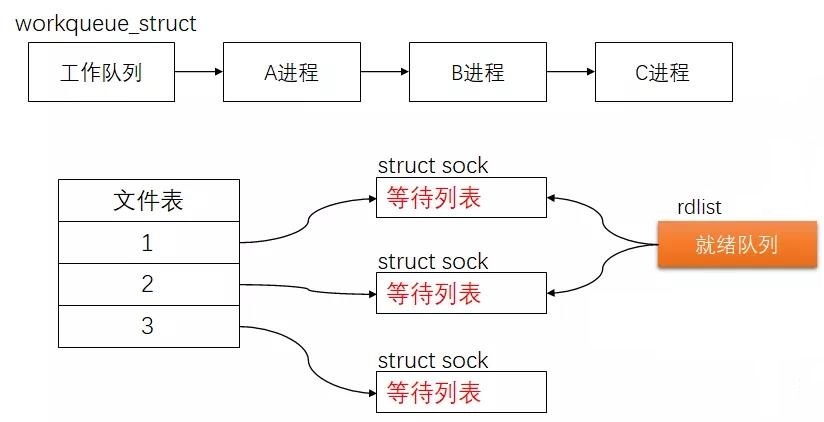 workqueue_struct
工作队列
A进程
B进程
C进程
文件表
1
2
3
struct sock
等待列表
struct sock
等待列表
struct sock
等待列表
rdlist
就绪队列